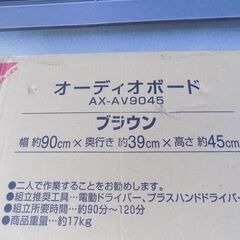 オーディオボード
AX-AV9045
ブジウン
幅 約90cm×奥行き 約39cm×高さ 約45cm
●二人で作業することをお勧めします。
●組立推奨工具…電動ドライバー、プラスハンドドライバー
●組立所要時間…約90分〜120分
●商品重量…約17kg